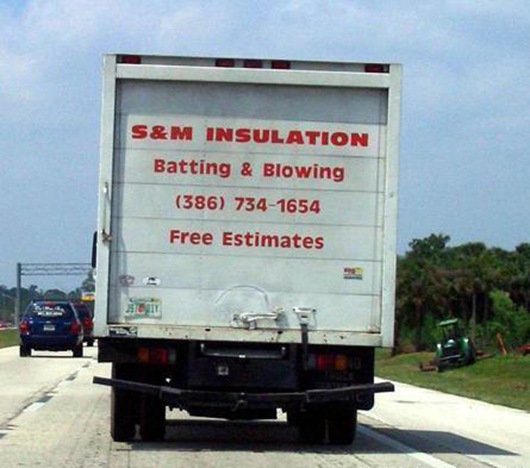 S&M INSULATION
Batting & Blowing
(386) 734-1654
Free Estimates